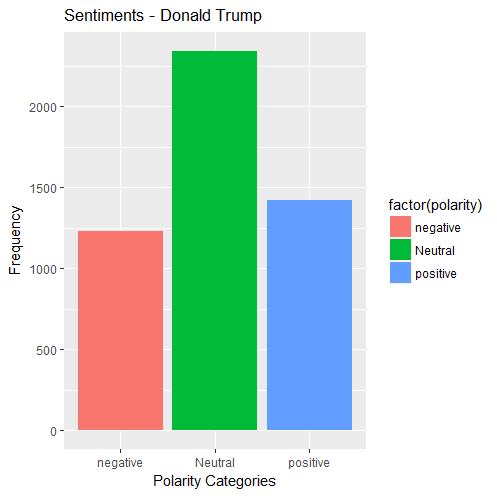 Sentiments - Donald Trump
Frequency
2000
1500
1000
500
0
negative Neutral positive
Polarity Categories
factor(polarity)
negative
Neutral
positive